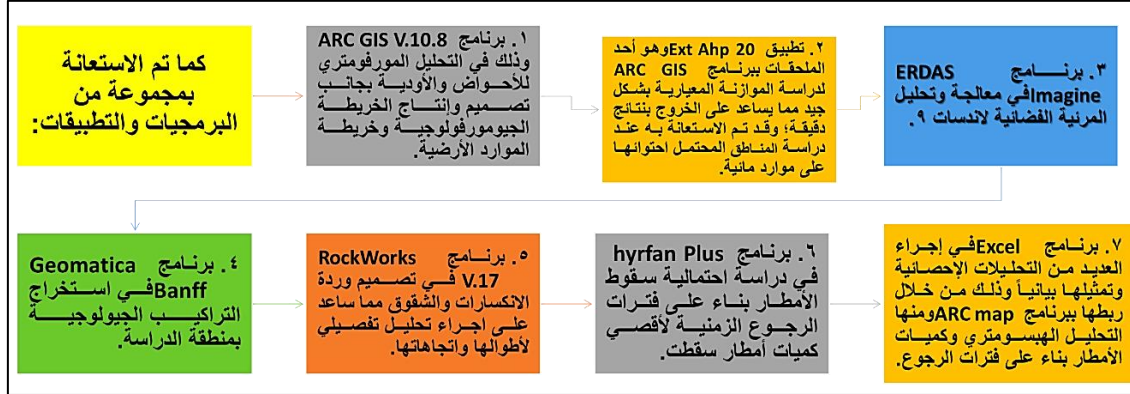 كما تم الاستعانة
بمجموعة من
البرمجيات والتطبيقات:
١. برنامج ARC GIS V.10.8
وذلك في التحليل المورفومتري
للأحواض والأودية بجانب
تصميم وإنتاج الخريطة
الجيومورفولوجية وخريطة
الموارد الأرضية.
٢. تطبيق Ext Ahp 20 وهو أحد
الملحقات ببرنامج ARC GIS
لدراسة الموازنة المعيارية بشكل
جيد مما يساعد على الخروج بنتائج
دقيقة؛ وقد تم الاستعانة به عند
دراسة المناطق المحتمل احتوائها
على موارد مائية.
٣. برنامج ERDAS
Imagine في معالجة وتحليل
المرئية الفضائية لاندسات ٩.
٤. برنامج Geomatica
Banff في استخراج
التراكيب الجيولوجية
بمنطقة الدراسة.
٥. برنامج RockWorks
V.17 في تصميم وردة
الانكسارات والشقوق مما ساعد
على اجراء تحليل تفصيلي
لأطوالها واتجاهاتها.
٦. برنامج hyrfan Plus
في دراسة احتمالية سقوط
الأمطار بناء على فترات
الرجوع الزمنية لأقصي
كميات أمطار سقطت.
٧. برنامج Excel في إجراء
العديد من التحليلات الإحصائية
وتمثيلها بيانياً وذلك من خلال
ربطها ببرنامج ARC map ومنها
التحليل الهبسومتري وكميات
الأمطار بناء على فترات الرجوع.